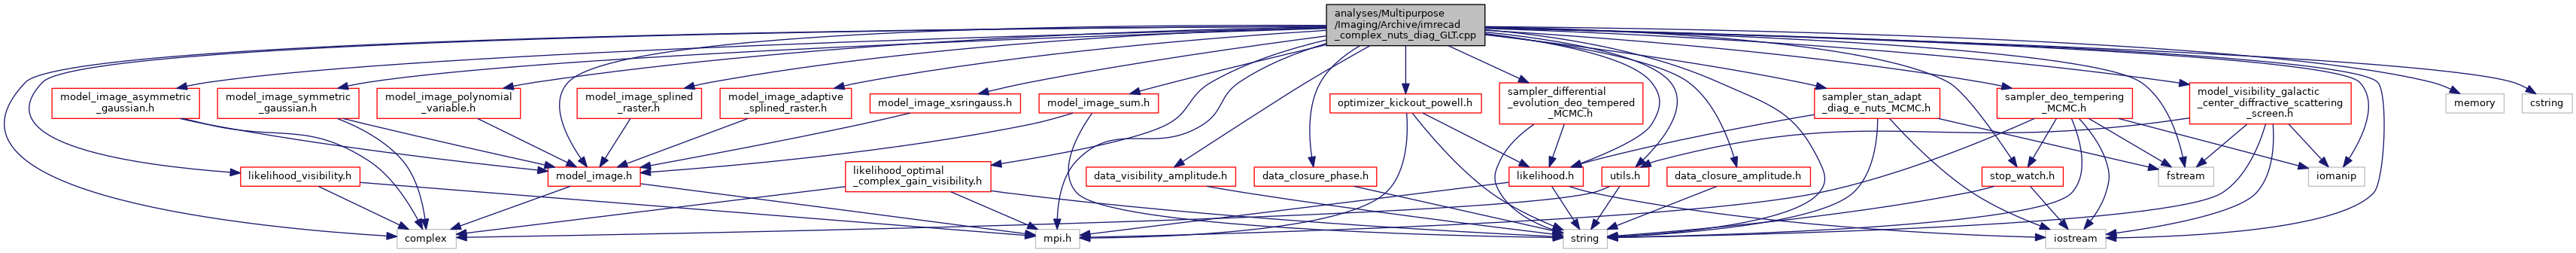 analyses/Multipurpose
/Imaging/Archive/imrecad
_complex_nuts_diag_GLT.cpp
model_image_asymmetric
_gaussian.h
model_image_symmetric
_gaussian.h
model_image_polynomial
_variable.h
model_image_splined
_raster.h
model_image_adaptive
_splined_raster.h
model_image_xsringauss.h
model_image_sum.h
optimizer_kickout_powell.h
sampler_differential
_evolution_deo_tempered
_MCMC.h
sampler_stan_adapt
_diag_e_nuts_MCMC.h
sampler_deo_tempering
_MCMC.h
model_visibility_galactic
_center_diffractive_scattering
_screen.h
memory
cstring
likelihood_visibility.h
model_image.h
likelihood_optimal
_complex_gain_visibility.h
data_visibility_amplitude.h
data_closure_phase.h
likelihood.h
utils.h
data_closure_amplitude.h
stop_watch.h
fstream
iomanip
complex
mpi.h
string
iostream